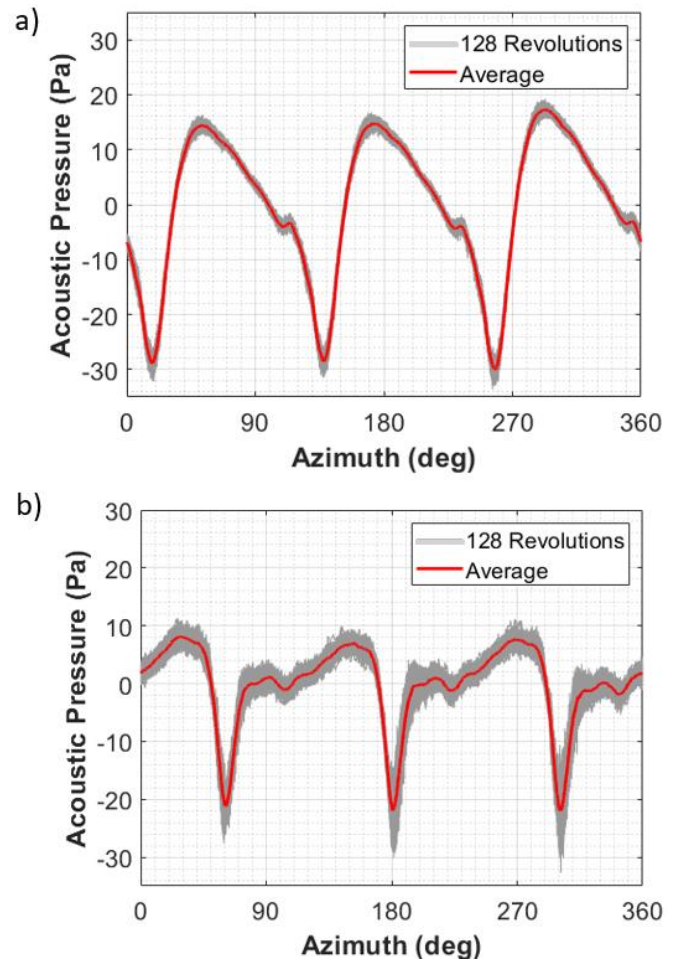 a)
30
20
10
0
-10
-20
-30
Acoustic Pressure (Pa)
128 Revolutions
Average
0 90 180 270 360
Azimuth (deg)
b)
30
20
10
0
-10
-20
-30
Acoustic Pressure (Pa)
128 Revolutions
Average
0 90 180 270 360
Azimuth (deg)